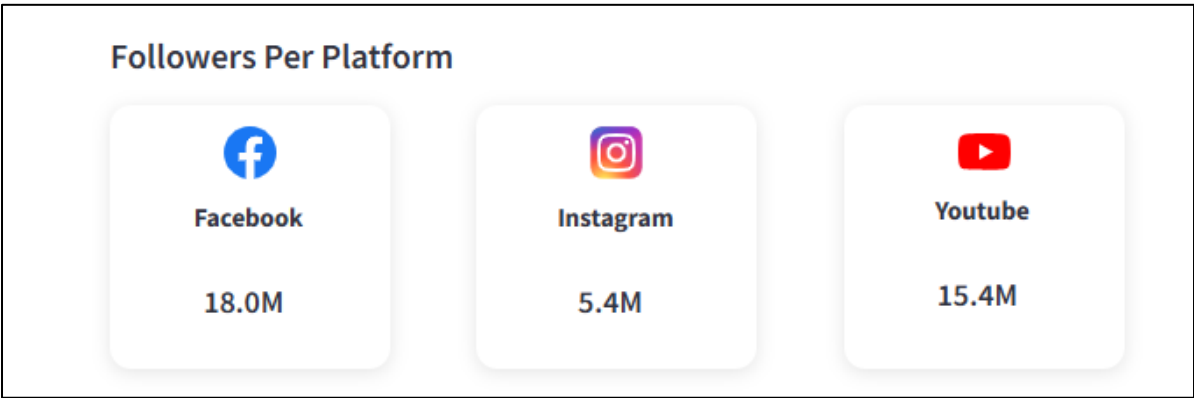 Followers Per Platform
Facebook
18.0M
Instagram
5.4M
Youtube
15.4M